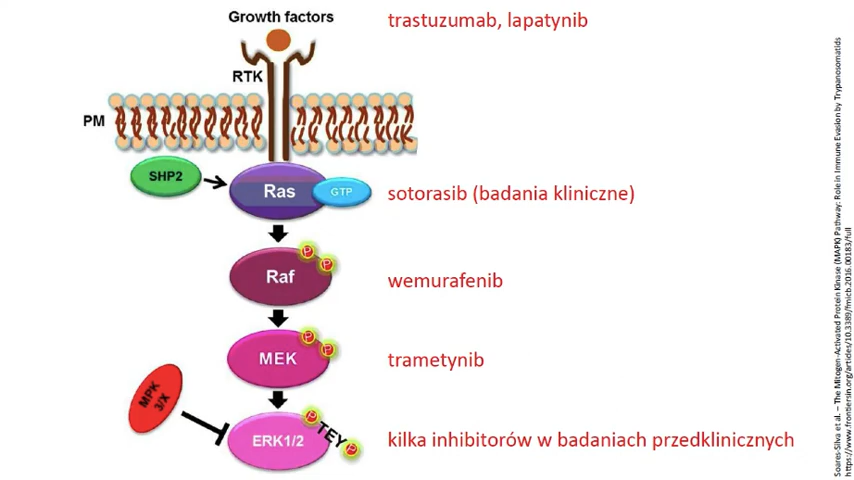 Growth factors
trastuzumab, lapatynib
RTK
PM
SHP2
Ras
GTP
sotorasib (badania kliniczne)
P
P
Raf
wemurafenib
P
P
MEK
trametynib
MPK
3/X
P
TEY
P
ERK1/2
kilka inhibitorów w badaniach przedklinicznych
Soares-Silva et al. – The Mitogen-Activated Protein Kinase (MAPK) Pathway: Role in Immune Evasion by Trypanosomatids
https://www.frontiersin.org/articles/10.3389/fmicb.2016.00183/full